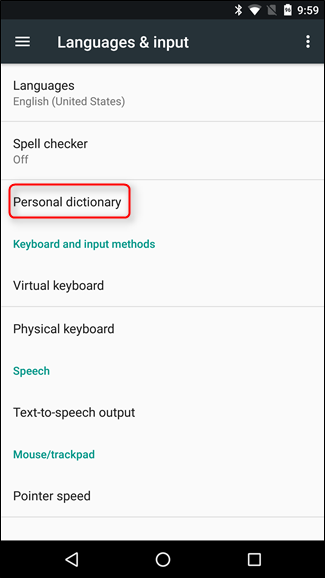 9:59
Languages & input
Languages
English (United States)
Spell checker
Off
Personal dictionary
Keyboard and input methods
Virtual keyboard
Physical keyboard
Speech
Text-to-speech output
Mouse/trackpad
Pointer speed